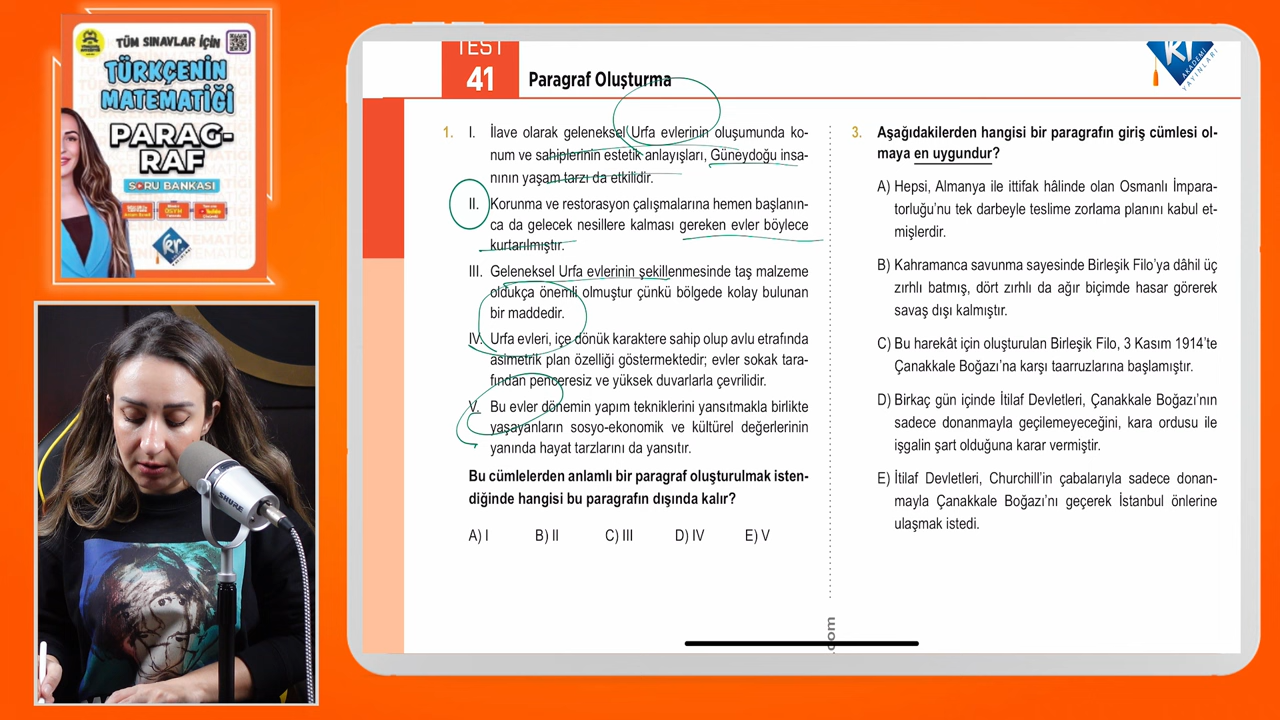 TÜM SINAVLAR İÇİN
TÜRKÇENİN
MATEMATİĞİ
PARAG-
RAF
SORU BANKASI
TEST
41
Paragraf Oluşturma
AKADEMİ
YAYINLARI
1. I. İlave olarak geleneksel Urfa evlerinin oluşumunda ko-
num ve sahiplerinin estetik anlayışları, Güneydoğu insa-
nının yaşam tarzı da etkilidir.
II. Korunma ve restorasyon çalışmalarına hemen başlanın-
ca da gelecek nesillere kalması gereken evler böylece
kurtarılmıştır.
III. Geleneksel Urfa evlerinin şekillenmesinde taş malzeme
oldukça önemli olmuştur çünkü bölgede kolay bulunan
bir maddedir.
IV. Urfa evleri, içe dönük karaktere sahip olup avlu etrafında
asimetrik plan özelliği göstermektedir; evler sokak tara-
fından penceresiz ve yüksek duvarlarla çevrilidir.
V. Bu evler dönemin yapım tekniklerini yansıtmakla birlikte
yaşayanların sosyo-ekonomik ve kültürel değerlerinin
yanında hayat tarzlarını da yansıtır.
Bu cümlelerden anlamlı bir paragraf oluşturulmak isten-
diğinde hangisi bu paragrafın dışında kalır?
A) I B) II C) III D) IV E) V
3. Aşağıdakilerden hangisi bir paragrafın giriş cümlesi ol-
maya en uygundur?
A) Hepsi, Almanya ile ittifak hâlinde olan Osmanlı İmpara-
torluğu’nu tek darbeyle teslime zorlama planını kabul et-
mişlerdir.
B) Kahramanca savunma sayesinde Birleşik Filo’ya dâhil üç
zırhlı batmış, dört zırhlı da ağır biçimde hasar görerek
savaş dışı kalmıştır.
C) Bu harekât için oluşturulan Birleşik Filo, 3 Kasım 1914’te
Çanakkale Boğazı’na karşı taarruzlarına başlamıştır.
D) Birkaç gün içinde İtilaf Devletleri, Çanakkale Boğazı’nın
sadece donanmayla geçilemeyeceğini, kara ordusu ile
işgalin şart olduğuna karar vermiştir.
E) İtilaf Devletleri, Churchill’in çabalarıyla sadece donan-
mayla Çanakkale Boğazı’nı geçerek İstanbul önlerine
ulaşmak istedi.
.com
SHURE